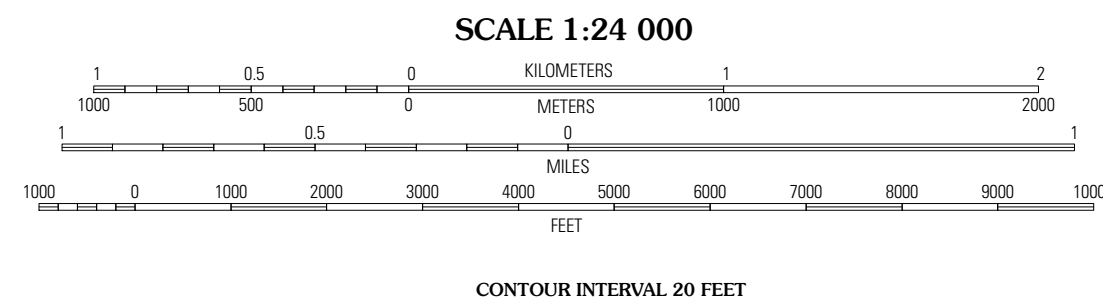 SCALE 1:24 000
1 0.5 0 KILOMETERS 1 2
1000 500 0 METERS 1000 2000
1 0.5 0 1
MILES
1000 0 1000 2000 3000 4000 5000 6000 7000 8000 9000 1000
FEET
CONTOUR INTERVAL 20 FEET